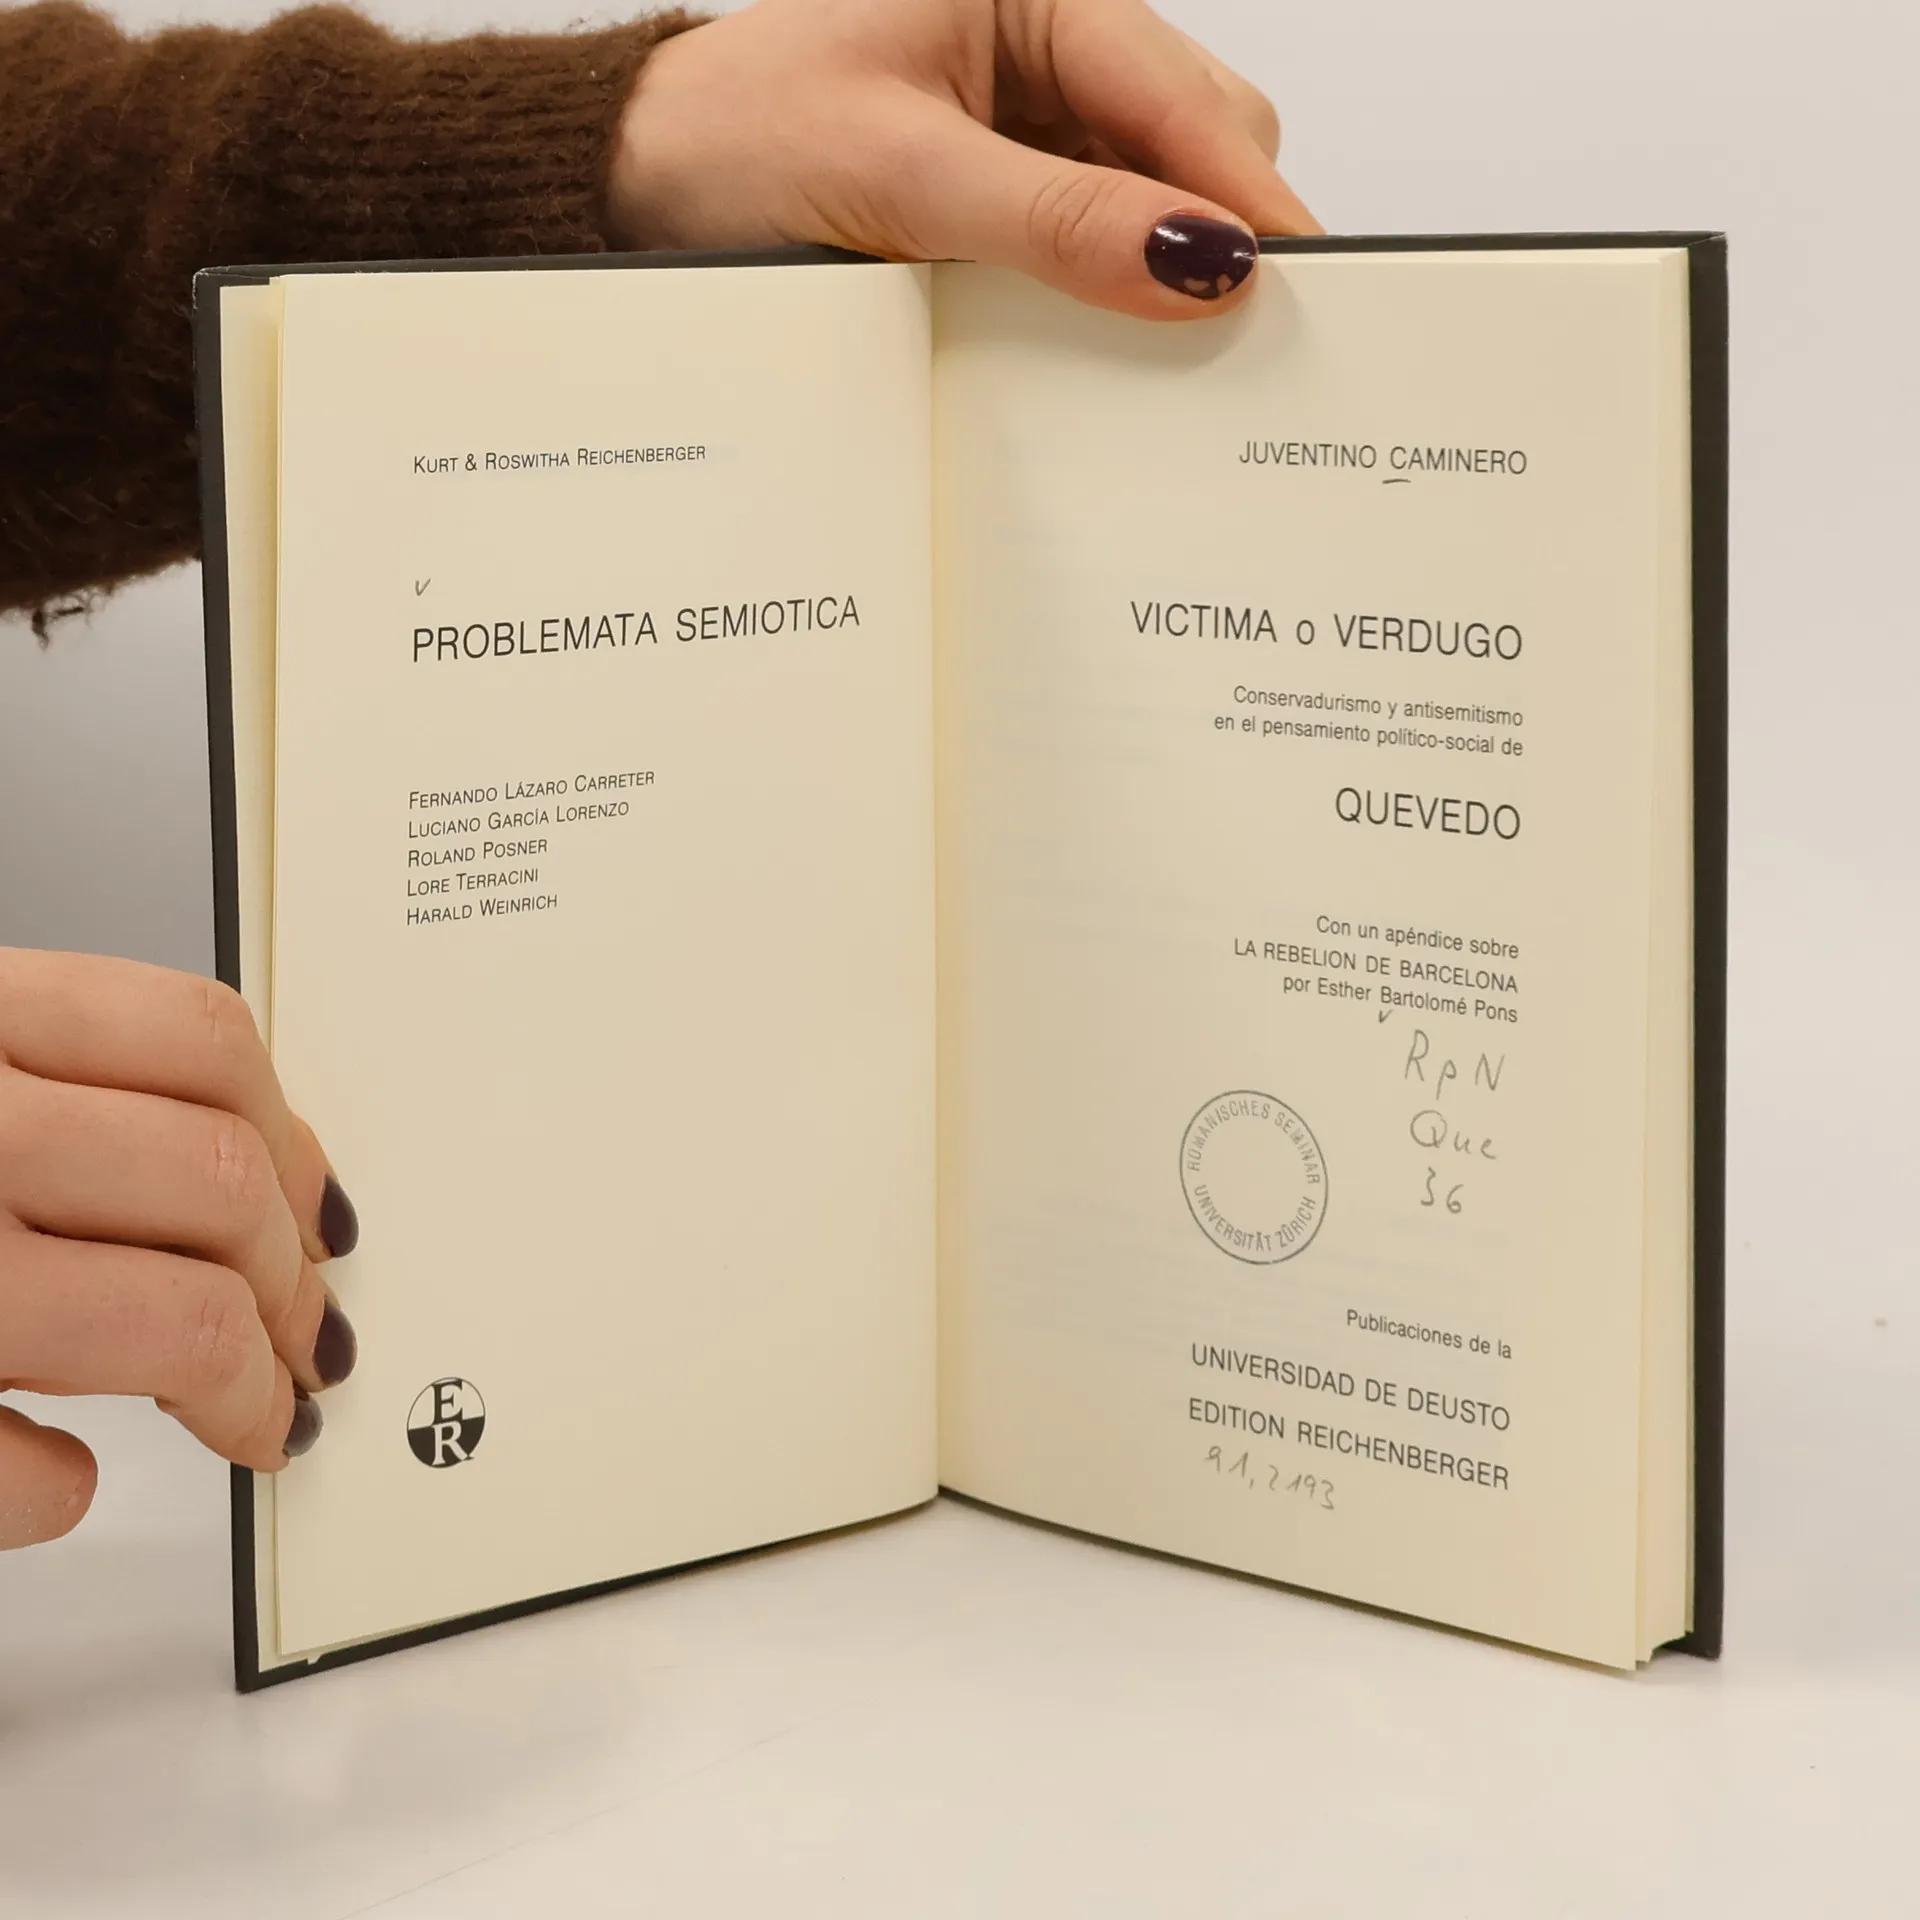 KURT & ROSWITHA REICHENBERGER
PROBLEMATA SEMIOTICA
FERNANDO LÁZARO CARRETER
LUCIANO GARCÍA LORENZO
ROLAND POSNER
LORE TERRACINI
HARALD WEINRICH
E
R
JUVENTINO CAMINERO
VICTIMA o VERDUGO
Conservadurismo y antisemitismo
en el pensamiento político-social de
QUEVEDO
Con un apéndice sobre
LA REBELION DE BARCELONA
por Esther Bartolomé Pons
RpN
Que
36
ROMANISCHES SEMINAR
UNIVERSITÄT ZÜRICH
Publicaciones de la
UNIVERSIDAD DE DEUSTO
EDITION REICHENBERGER
91, 2193